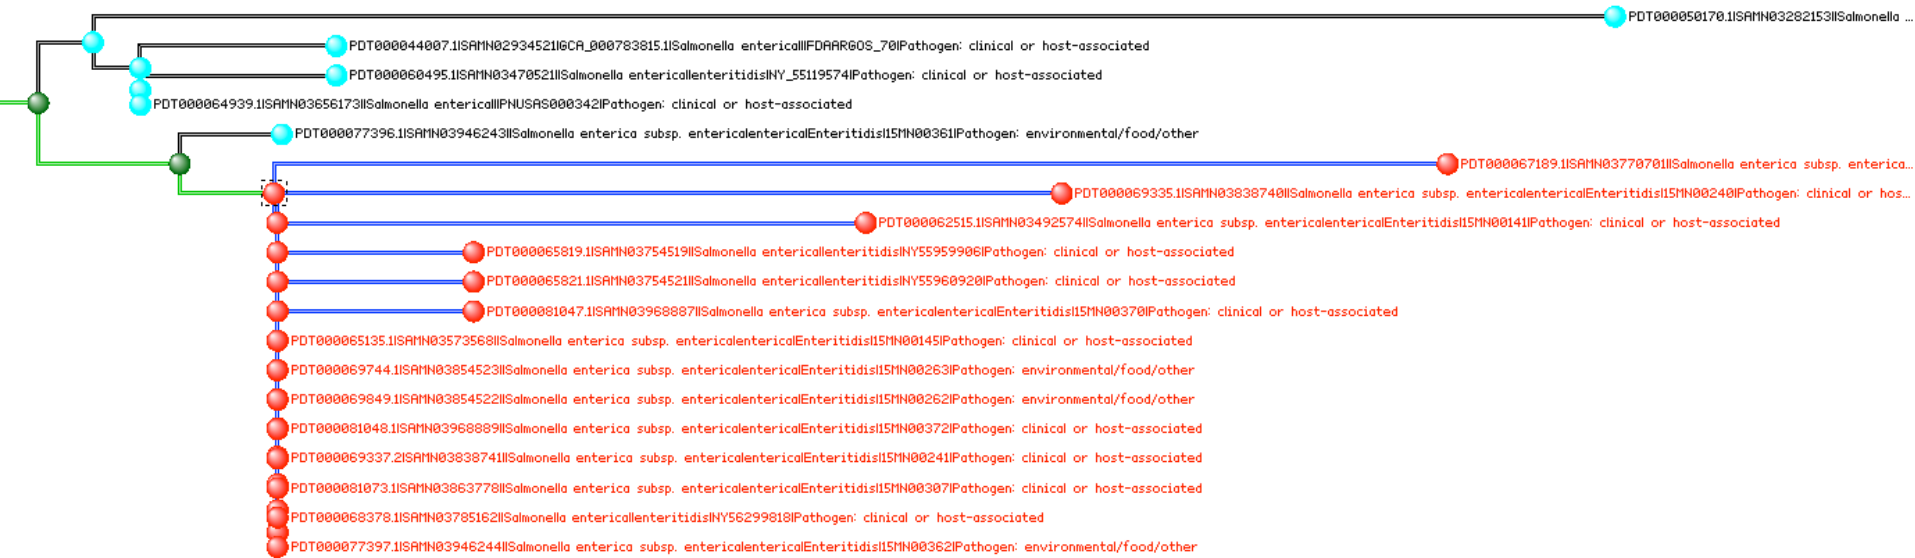 PDT000050170.1|SAMN03282153||Salmonella ...
PDT000044007.1|SAMN02934521|GCA_000783815.1|Salmonella enterica|||FDAARGOS_70|Pathogen: clinical or host-associated
PDT000060495.1|SAMN03470521||Salmonella enterica||enteritidis|NY_55119574|Pathogen: clinical or host-associated
PDT000064939.1|SAMN03656173||Salmonella enterica|||PNUSAS000342|Pathogen: clinical or host-associated
PDT000077396.1|SAMN03946243||Salmonella enterica subsp. enterica|enterica|Enteritidis|15MN00361|Pathogen: environmental/food/other
PDT000067189.1|SAMN03770701||Salmonella enterica subsp. enterica...
PDT000069335.1|SAMN03838740||Salmonella enterica subsp. enterica|enterica|Enteritidis|15MN00240|Pathogen: clinical or hos...
PDT000062515.1|SAMN03492574||Salmonella enterica subsp. enterica|enterica|Enteritidis|15MN00141|Pathogen: clinical or host-associated
PDT000065819.1|SAMN03754519||Salmonella enterica||enteritidis|NY55959906|Pathogen: clinical or host-associated
PDT000065821.1|SAMN03754521||Salmonella enterica||enteritidis|NY55960920|Pathogen: clinical or host-associated
PDT000081047.1|SAMN03968887||Salmonella enterica subsp. enterica|enterica|Enteritidis|15MN00370|Pathogen: clinical or host-associated
PDT000065135.1|SAMN03573568||Salmonella enterica subsp. enterica|enterica|Enteritidis|15MN00145|Pathogen: clinical or host-associated
PDT000069744.1|SAMN03854523||Salmonella enterica subsp. enterica|enterica|Enteritidis|15MN00263|Pathogen: environmental/food/other
PDT000069849.1|SAMN03854522||Salmonella enterica subsp. enterica|enterica|Enteritidis|15MN00262|Pathogen: environmental/food/other
PDT000081048.1|SAMN03968889||Salmonella enterica subsp. enterica|enterica|Enteritidis|15MN00372|Pathogen: clinical or host-associated
PDT000069337.2|SAMN03838741||Salmonella enterica subsp. enterica|enterica|Enteritidis|15MN00241|Pathogen: clinical or host-associated
PDT000081073.1|SAMN03863778||Salmonella enterica subsp. enterica|enterica|Enteritidis|15MN00307|Pathogen: clinical or host-associated
PDT000068378.1|SAMN03785162||Salmonella enterica||enteritidis|NY56299818|Pathogen: clinical or host-associated
PDT000077397.1|SAMN03946244||Salmonella enterica subsp. enterica|enterica|Enteritidis|15MN00362|Pathogen: environmental/food/other